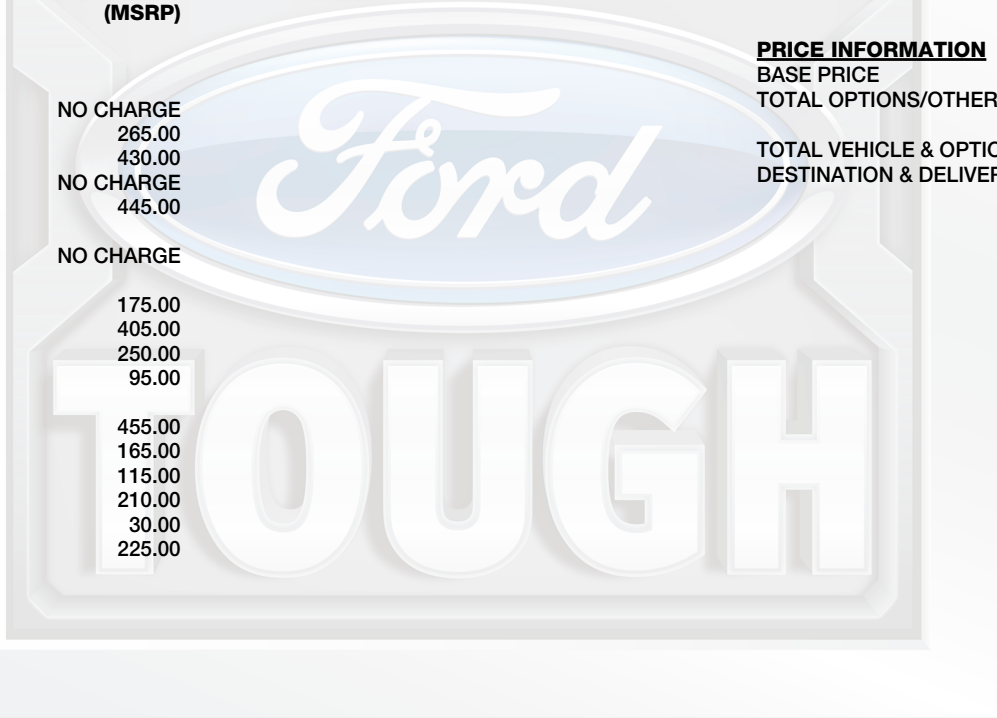 (MSRP)
NO CHARGE
265.00
430.00
NO CHARGE
445.00
NO CHARGE
175.00
405.00
250.00
95.00
455.00
165.00
115.00
210.00
30.00
225.00
PRICE INFORMATION
BASE PRICE
TOTAL OPTIONS/OTHER
TOTAL VEHICLE & OPTIO
DESTINATION & DELIVER
Ford
TOUGH